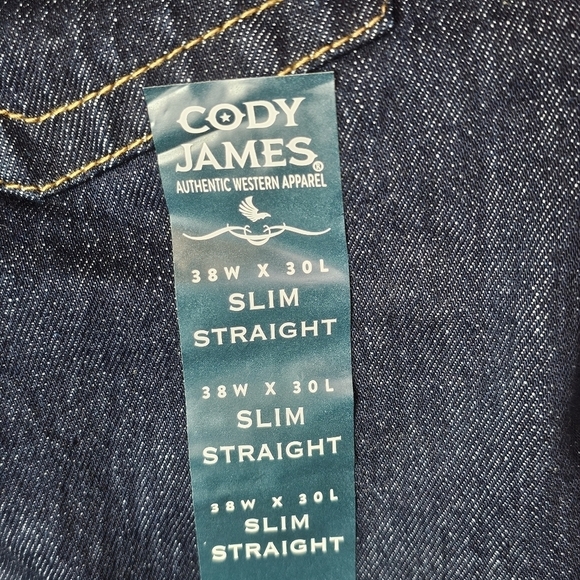 CODY
JAMES®
AUTHENTIC WESTERN APPAREL
38W X 30L
SLIM
STRAIGHT
38W X 30L
SLIM
STRAIGHT
38W X 30L
SLIM
STRAIGHT